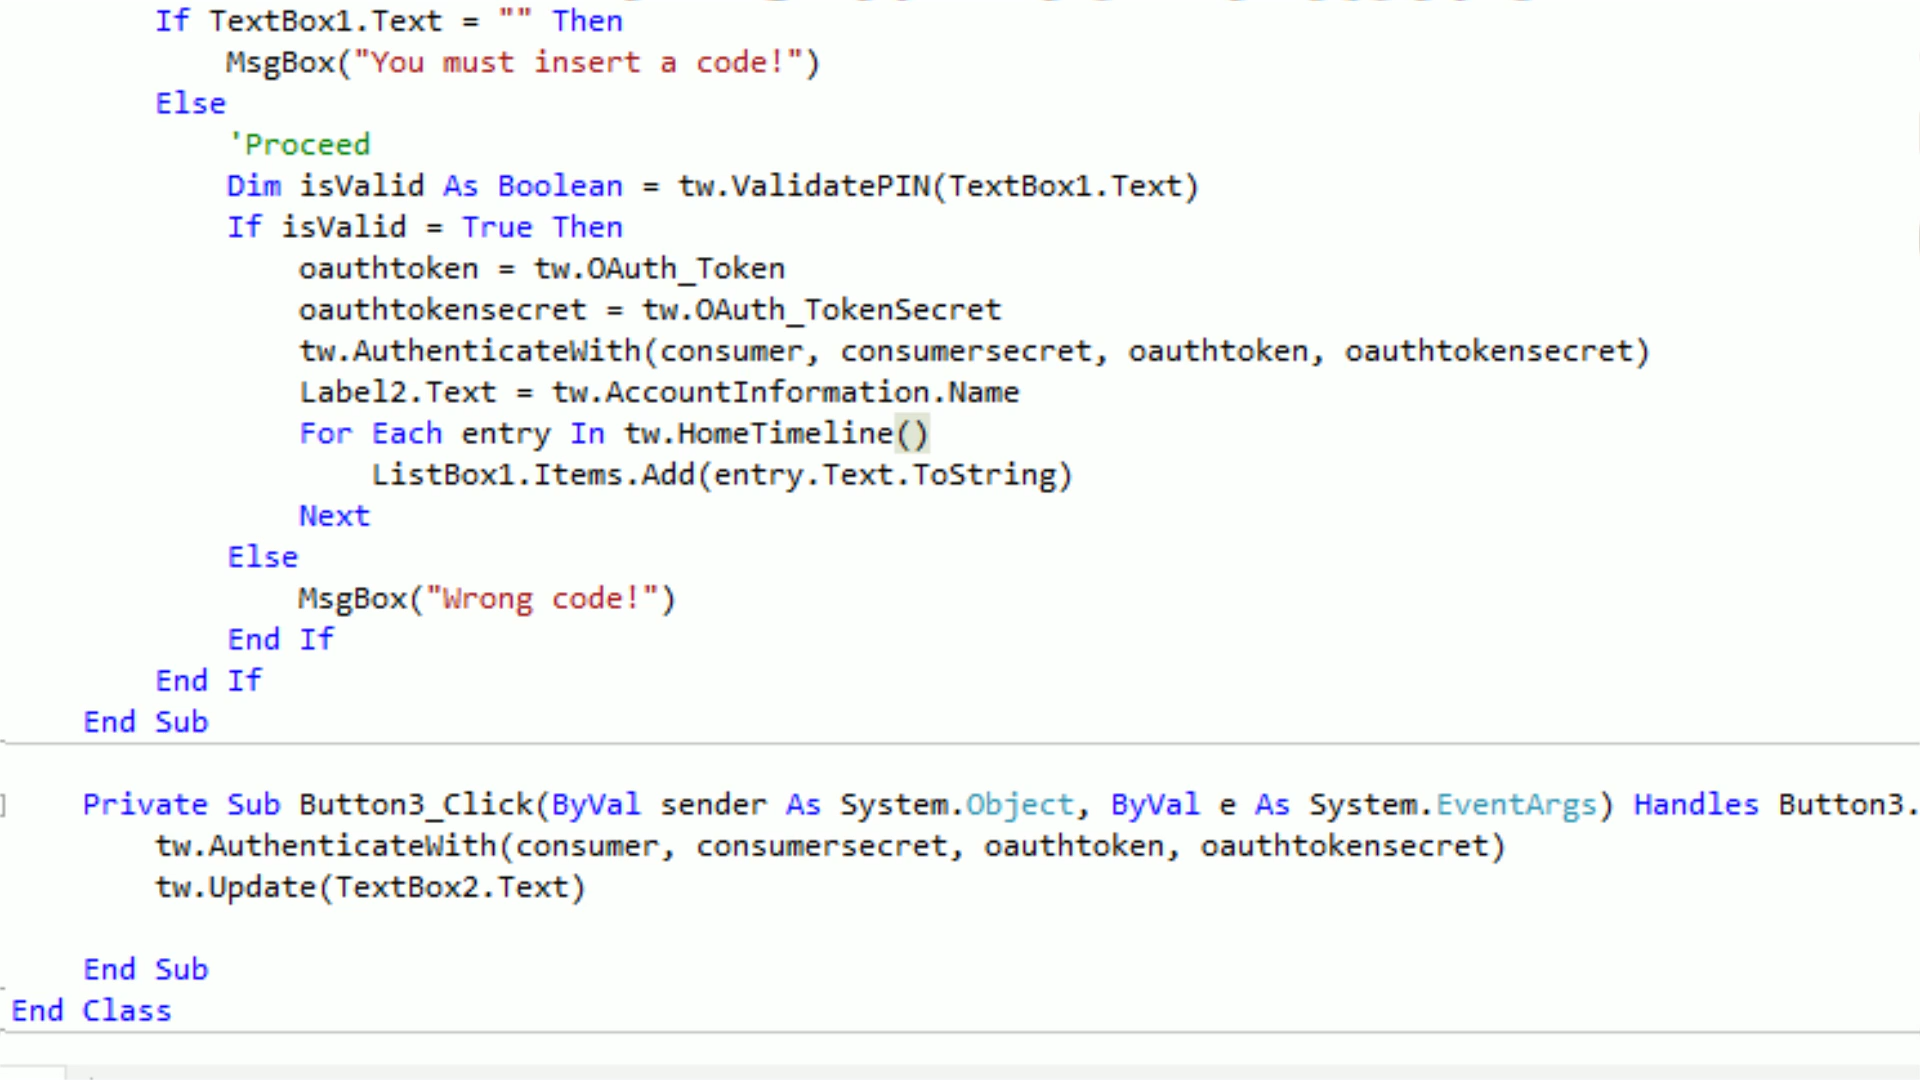 If TextBox1.Text = "" Then
MsgBox("You must insert a code!")
Else
'Proceed
Dim isValid As Boolean = tw.ValidatePIN(TextBox1.Text)
If isValid = True Then
oauthtoken = tw.OAuth_Token
oauthtokensecret = tw.OAuth_TokenSecret
tw.AuthenticateWith(consumer, consumersecret, oauthtoken, oauthtokensecret)
Label2.Text = tw.AccountInformation.Name
For Each entry In tw.HomeTimeline()
ListBox1.Items.Add(entry.Text.ToString)
Next
Else
MsgBox("Wrong code!")
End If
End If
End Sub
Private Sub Button3_Click(ByVal sender As System.Object, ByVal e As System.EventArgs) Handles Button3.
tw.AuthenticateWith(consumer, consumersecret, oauthtoken, oauthtokensecret)
tw.Update(TextBox2.Text)
End Sub
End Class